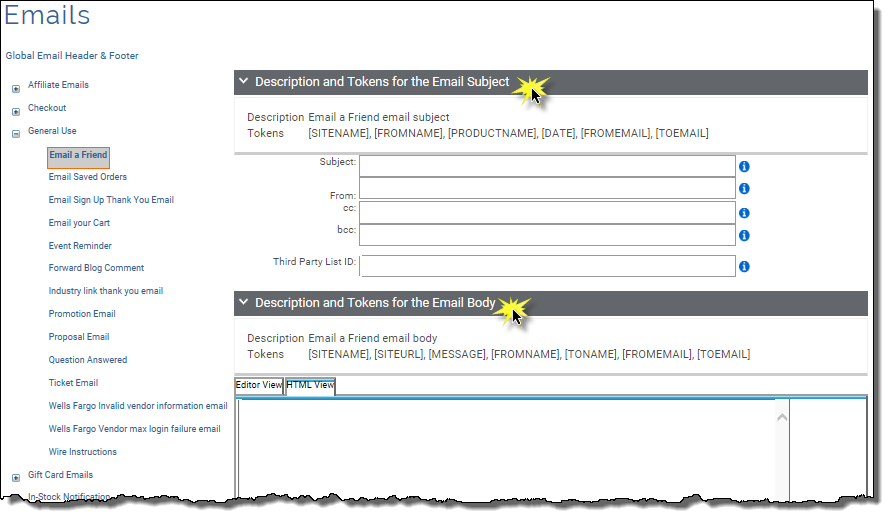 Emails
Global Email Header & Footer
Affiliate Emails
Checkout
General Use
Email a Friend
Email Saved Orders
Email Sign Up Thank You Email
Email your Cart
Event Reminder
Forward Blog Comment
Industry link thank you email
Promotion Email
Proposal Email
Question Answered
Ticket Email
Wells Fargo Invalid vendor information email
Wells Fargo Vendor max login failure email
Wire Instructions
Gift Card Emails
In-Stock Notification
Description and Tokens for the Email Subject
Description Email a Friend email subject
Tokens [SITENAME], [FROMNAME], [PRODUCTNAME], [DATE], [FROMEMAIL], [TOEMAIL]
Subject:
From:
cc:
bcc:
Third Party List ID:
Description and Tokens for the Email Body
Description Email a Friend email body
Tokens [SITENAME], [SITEURL], [MESSAGE], [FROMNAME], [TONAME], [FROMEMAIL], [TOEMAIL]
Editor View HTML View